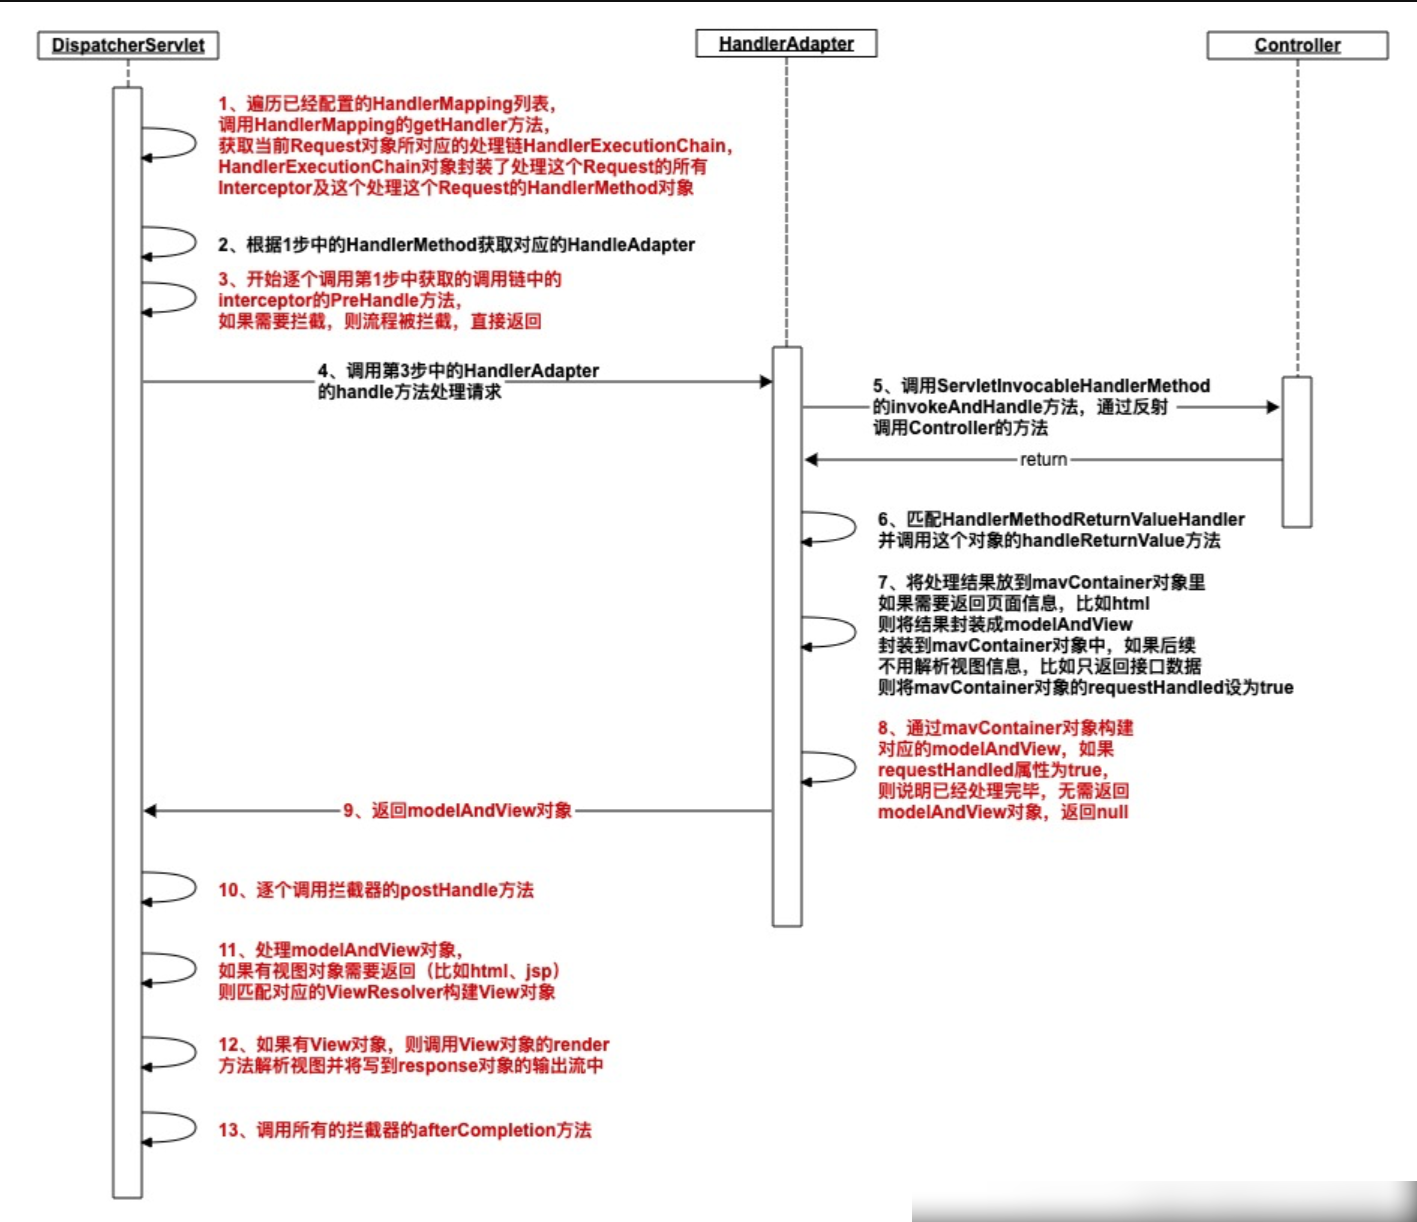 DispatcherServlet
HandlerAdapter
Controller
1、遍历已经配置的HandlerMapping列表，
调用HandlerMapping的getHandler方法，
获取当前Request对象所对应的处理链HandlerExecutionChain，
HandlerExecutionChain对象封装了处理这个Request的所有
Interceptor及这个处理这个Request的HandlerMethod对象
2、根据1步中的HandlerMethod获取对应的HandleAdapter
3、开始逐个调用第1步中获取的调用链中的
interceptor的PreHandle方法，
如果需要拦截，则流程被拦截，直接返回
4、调用第3步中的HandlerAdapter
的handle方法处理请求
5、调用ServletInvocableHandlerMethod
的invokeAndHandle方法，通过反射
调用Controller的方法
return
6、匹配HandlerMethodReturnValueHandler
并调用这个对象的handleReturnValue方法
7、将处理结果放到mavContainer对象里
如果需要返回页面信息，比如html
则将结果封装成modelAndView
封装到mavContainer对象中，如果后续
不用解析视图信息，比如只返回接口数据
则将mavContainer对象的requestHandled设为true
8、通过mavContainer对象构建
对应的modelAndView，如果
requestHandled属性为true，
则说明已经处理完毕，无需返回
modelAndView对象，返回null
9、返回modelAndView对象
10、逐个调用拦截器的postHandle方法
11、处理modelAndView对象，
如果有视图对象需要返回（比如html、jsp）
则匹配对应的ViewResolver构建View对象
12、如果有View对象，则调用View对象的render
方法解析视图并将写到response对象的输出流中
13、调用所有的拦截器的afterCompletion方法